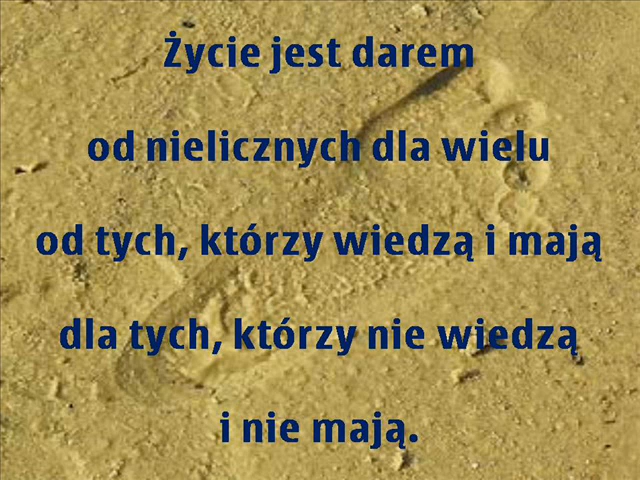 Życie jest darem
od nielicznych dla wielu
od tych, którzy wiedzą i mają
dla tych, którzy nie wiedzą
i nie mają.